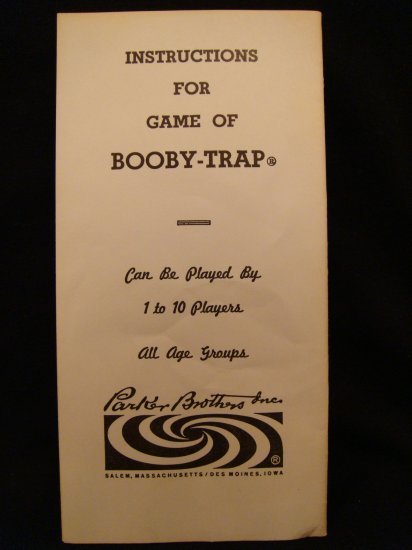 INSTRUCTIONS
FOR
GAME OF
BOOBY-TRAP®
Can Be Played By
1 to 10 Players
All Age Groups
Parker Brothers Inc.
®
SALEM, MASSACHUSETTS / DES MOINES, IOWA